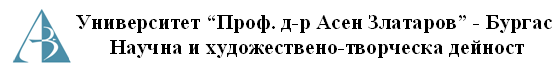 Университет “Проф. д-р Асен Златаров” - Бургас
Научна и художествено-творческа дейност